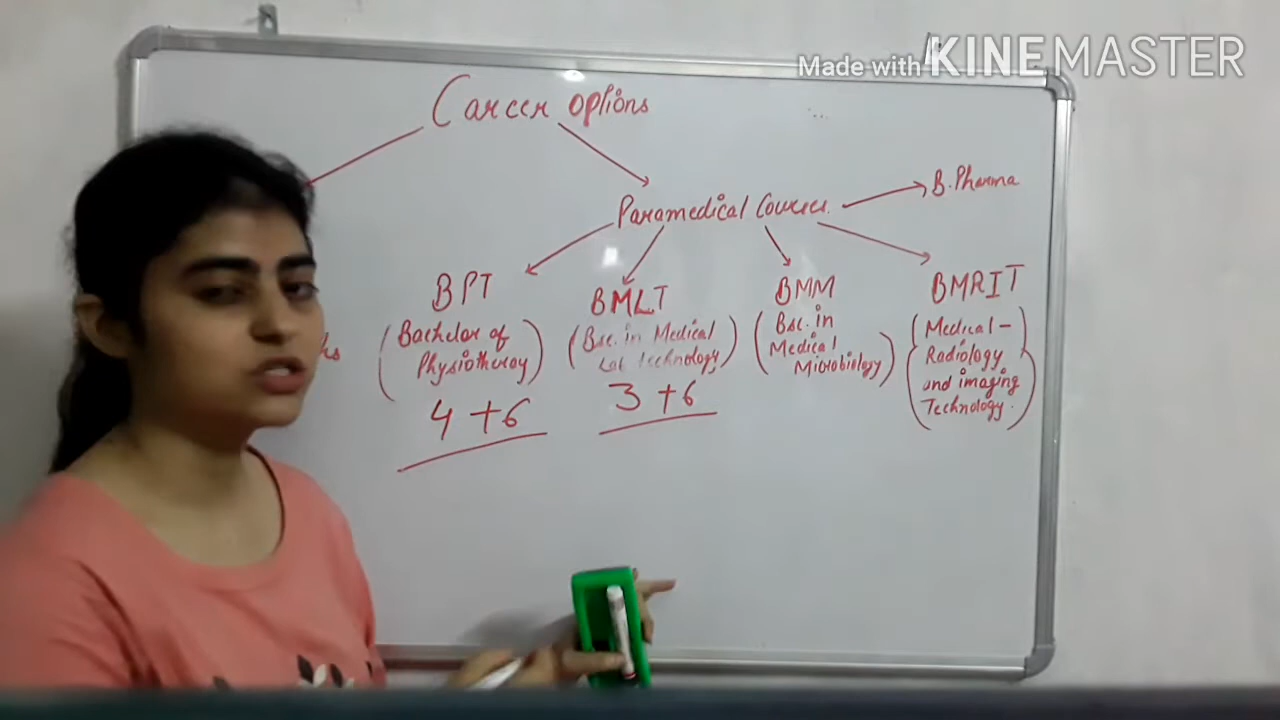 Made with KINEMASTER
Career options
Paramedical Courses
B. Pharma
BPT
(Bachelor of
Physiotheray)
4 + 6
BMLT
(Bsc. in Medical
Lab technology)
3 + 6
BMM
(Bsc. in
Medical
Microbiology)
BMRIT
(Medical -
Radiology
and imaging
Technology.)